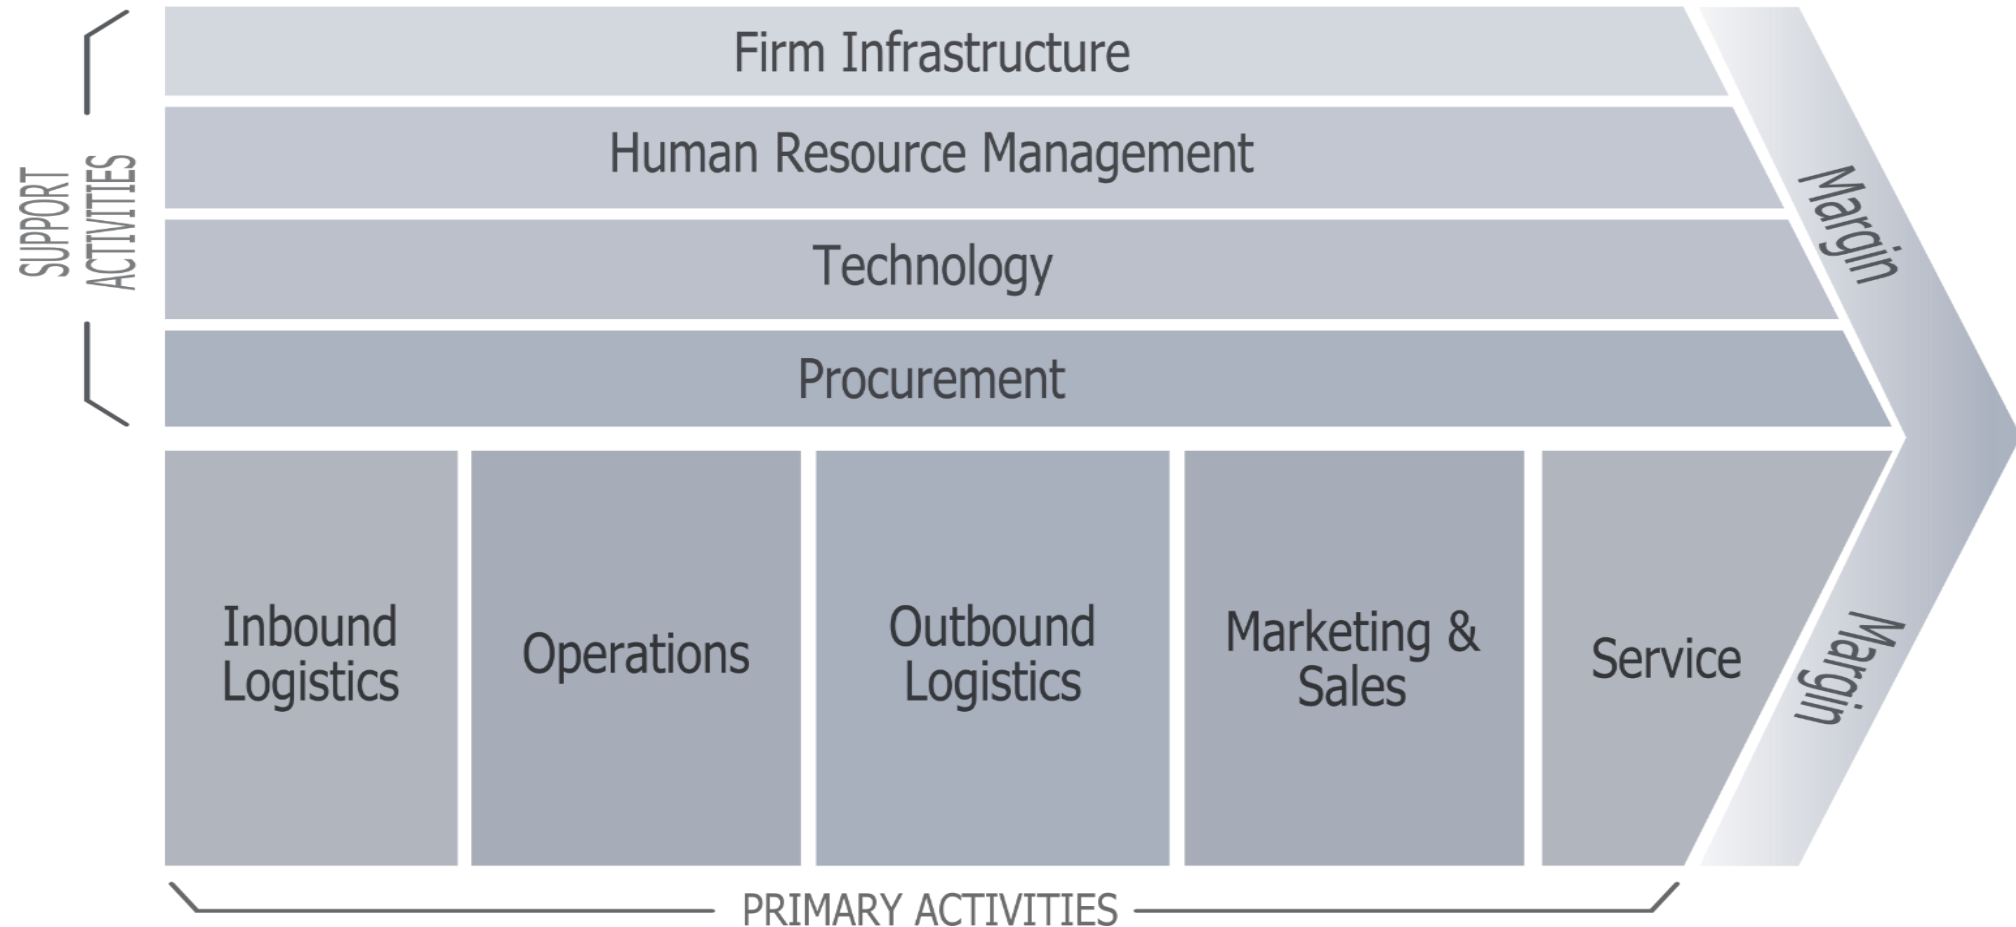 Firm Infrastructure
Human Resource Management
Technology
Procurement
SUPPORT
ACTIVITIES
Margin
Inbound
Logistics
Operations
Outbound
Logistics
Marketing &
Sales
Service
Margin
PRIMARY ACTIVITIES